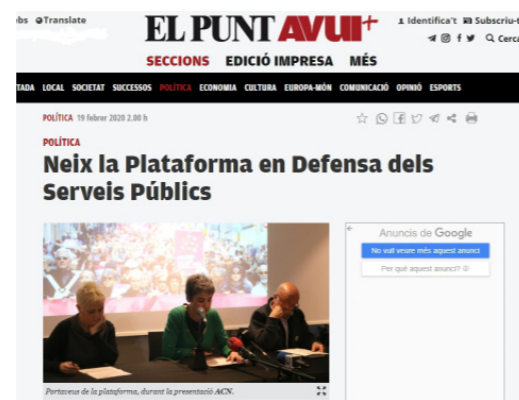 Translate
EL PUNT AVUI+
Identifica't
Subscriu-t
Cerca
SECCIONS EDICIÓ IMPRESA MÉS
TADA LOCAL SOCIETAT SUCCESSOS POLÍTICA ECONOMIA CULTURA EUROPA-MÓN COMUNICACIÓ OPINIÓ ESPORTS
POLÍTICA 19 febrer 2020 2.00 h
POLÍTICA
Neix la Plataforma en Defensa dels
Serveis Públics
Anuncis de Google
No vull veure més aquest anunci
Per què aquest anunci?
Portaveus de la plataforma, durant la presentació ACN.